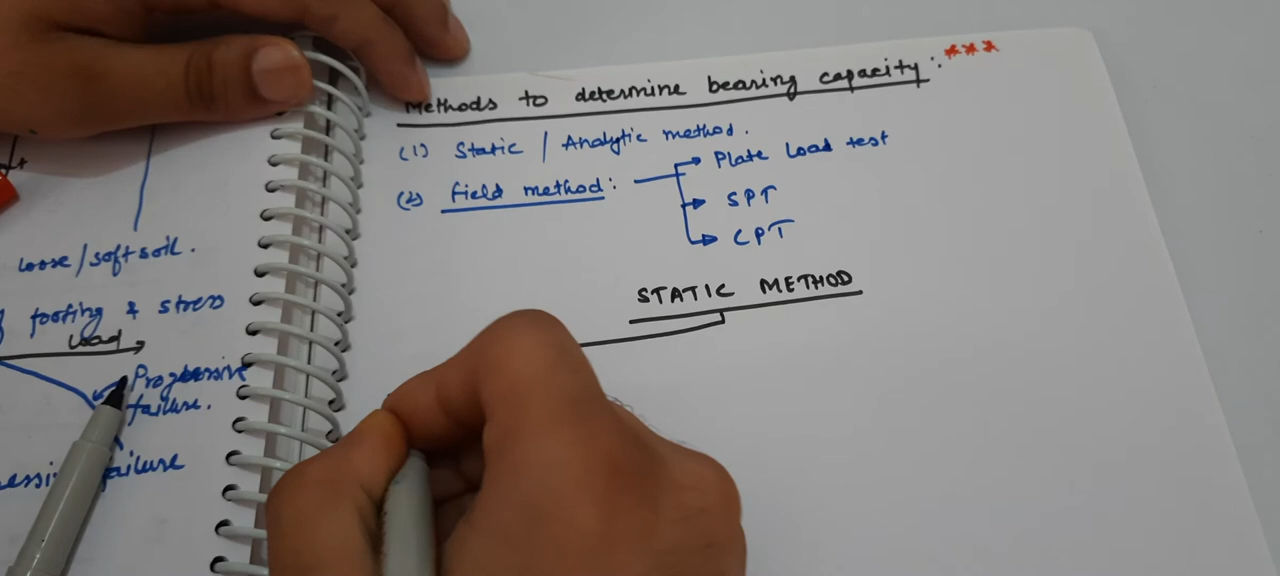 loose/soft soil.
footing & stress
load
Progressive
failure.
failure
Methods to determine bearing capacity: ***
(1) Static / Analytic method.
(2) field method:
Plate Load test
SPT
CPT
STATIC METHOD